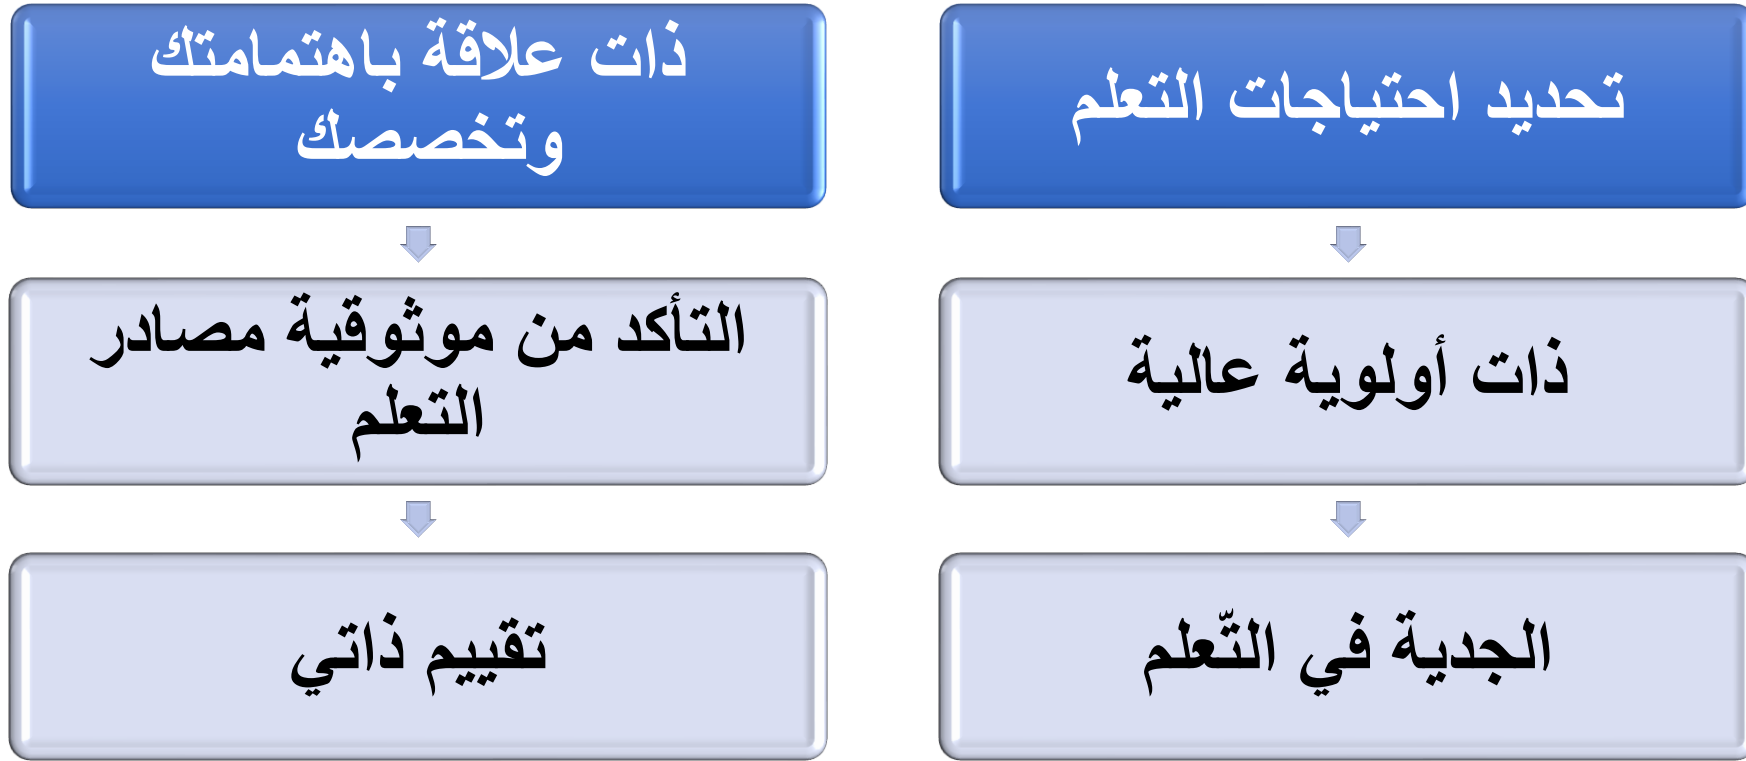 تحديد احتياجات التعلم
ذات أولوية عالية
الجدية في التّعلم
ذات علاقة باهتمامتك
وتخصصك
التأكد من موثوقية مصادر
التعلم
تقييم ذاتي